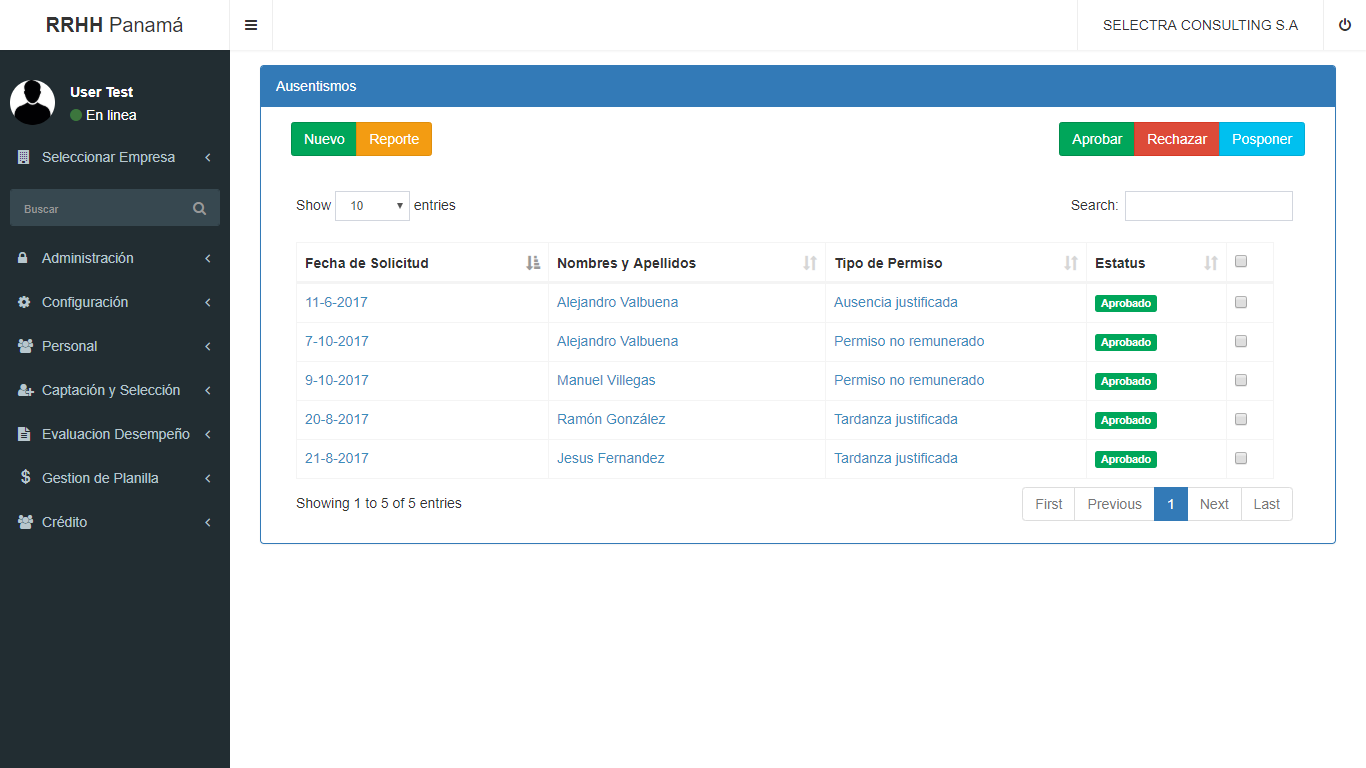 RRHH Panamá
SELECTRA CONSULTING S.A
User Test
En linea
Seleccionar Empresa
Buscar
Administración
Configuración
Personal
Captación y Selección
Evaluacion Desempeño
Gestion de Planilla
Crédito
Ausentismos
Nuevo Reporte Aprobar Rechazar Posponer
Show 10 entries Search:
Fecha de Solicitud Nombres y Apellidos Tipo de Permiso Estatus
11-6-2017 Alejandro Valbuena Ausencia justificada Aprobado
7-10-2017 Alejandro Valbuena Permiso no remunerado Aprobado
9-10-2017 Manuel Villegas Permiso no remunerado Aprobado
20-8-2017 Ramón González Tardanza justificada Aprobado
21-8-2017 Jesus Fernandez Tardanza justificada Aprobado
Showing 1 to 5 of 5 entries First Previous 1 Next Last